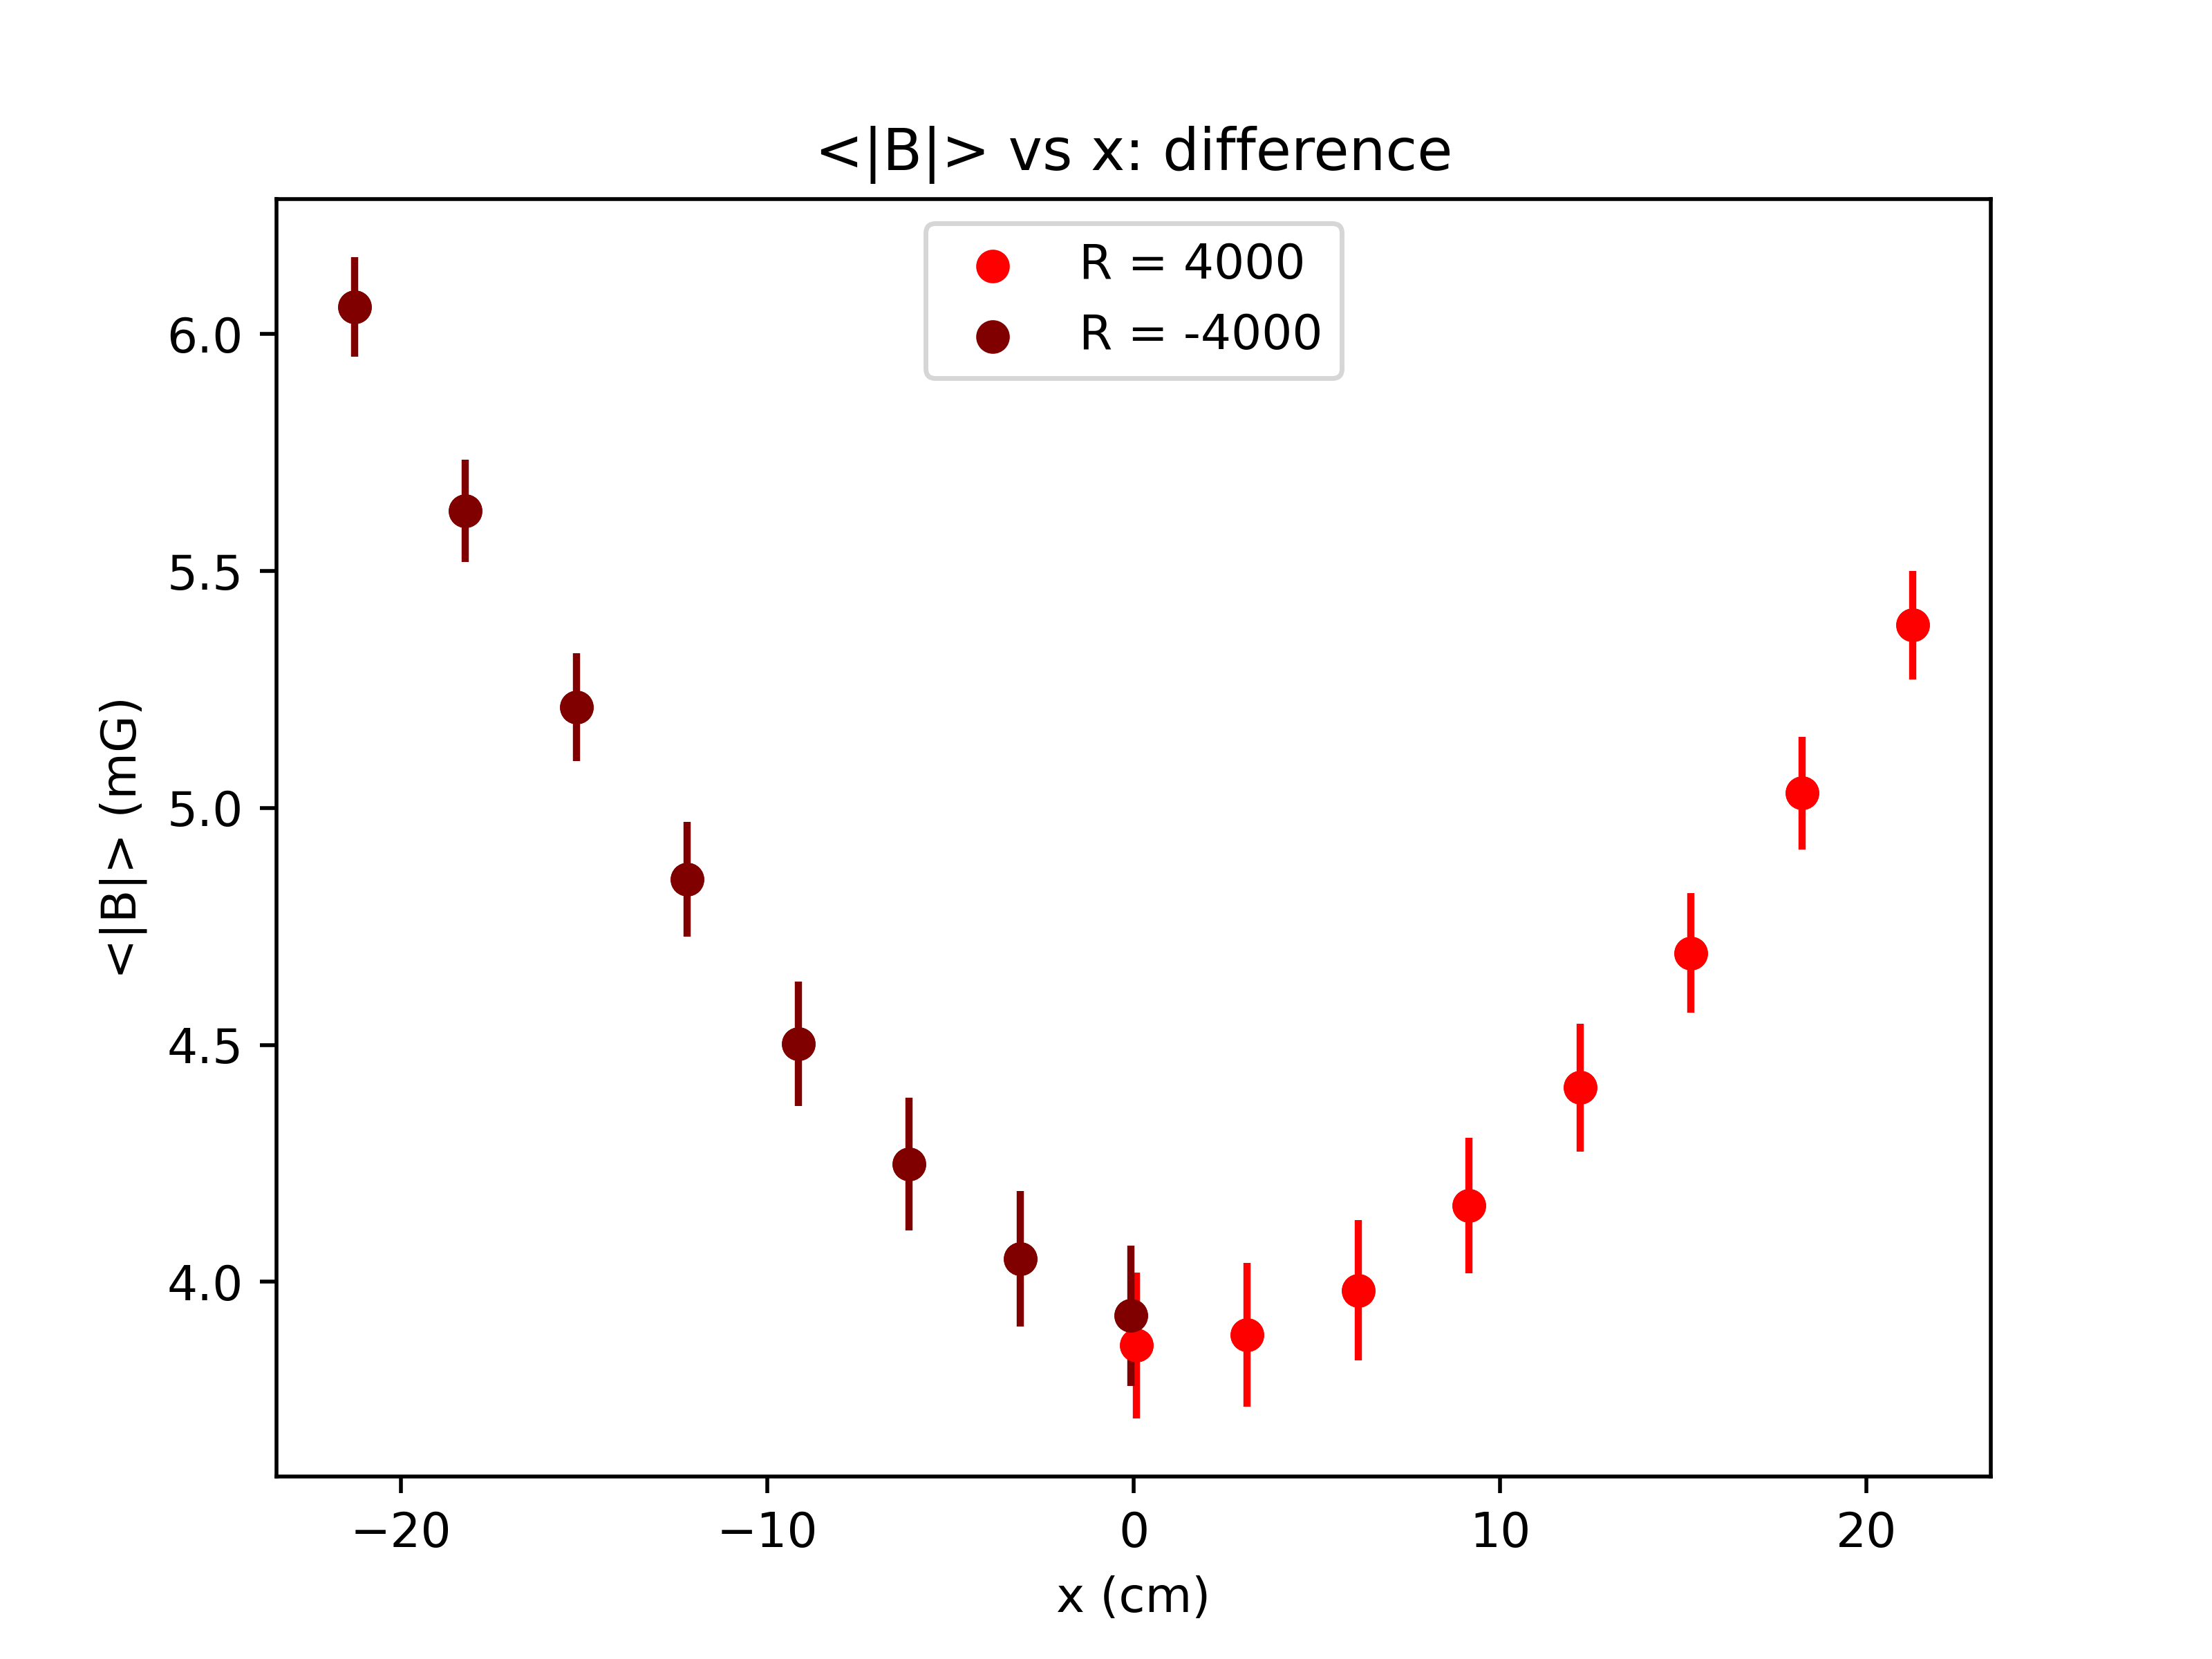 <|B|> vs x: difference
R = 4000
R = -4000
<|B|> (mG)
6.0
5.5
5.0
4.5
4.0
−20 −10 0 10 20
x (cm)